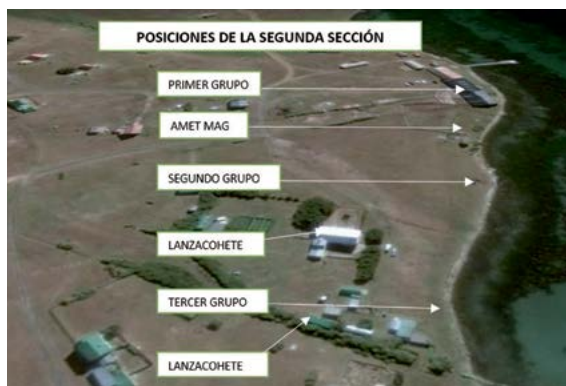 POSICIONES DE LA SEGUNDA SECCIÓN
PRIMER GRUPO
AMET MAG
SEGUNDO GRUPO
LANZACOHETE
TERCER GRUPO
LANZACOHETE